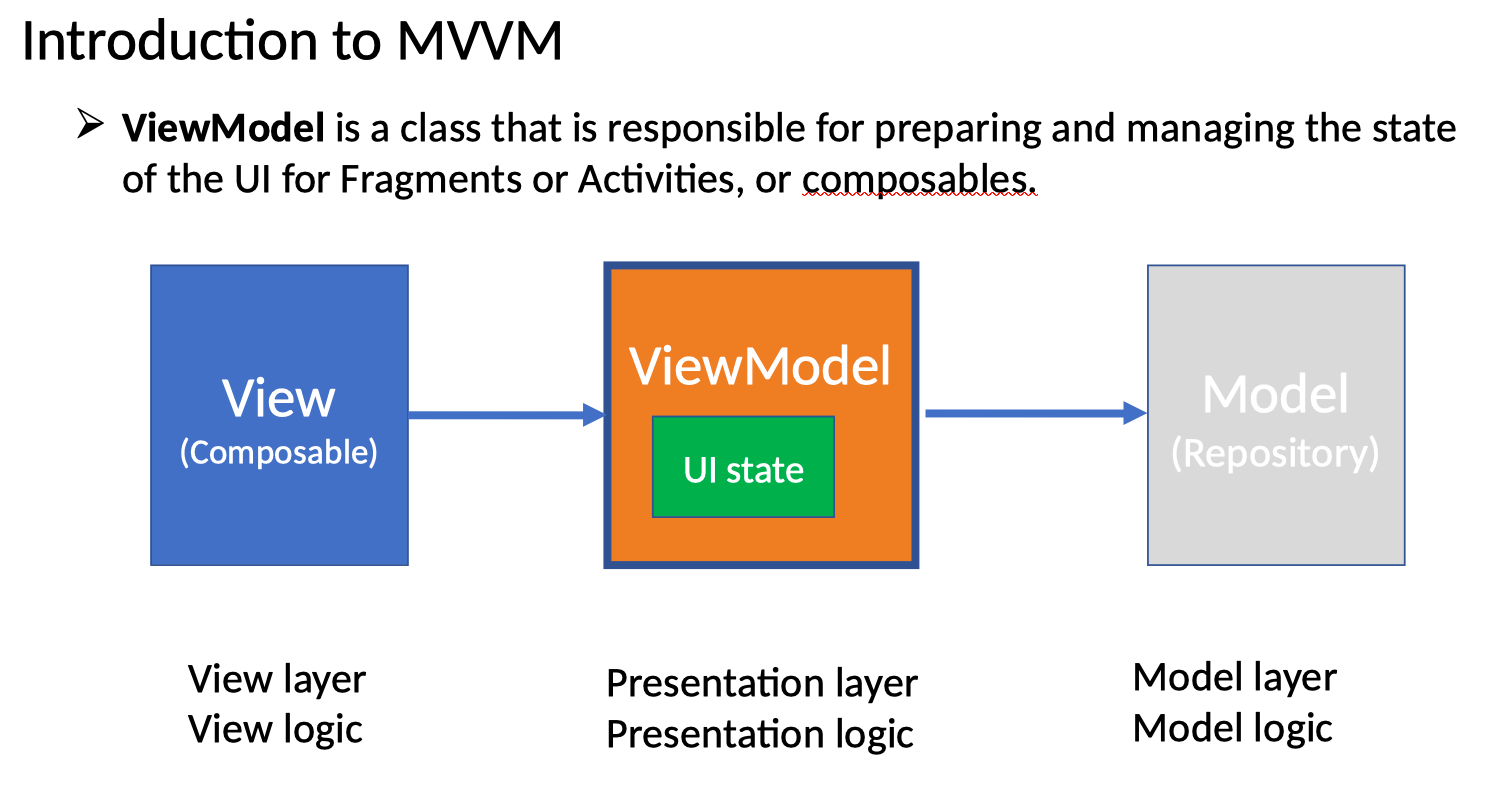 Introduction to MVVM
ViewModel is a class that is responsible for preparing and managing the state
of the UI for Fragments or Activities, or composables.
View
(Composable)
ViewModel
UI state
Model
(Repository)
View layer
View logic
Presentation layer
Presentation logic
Model layer
Model logic